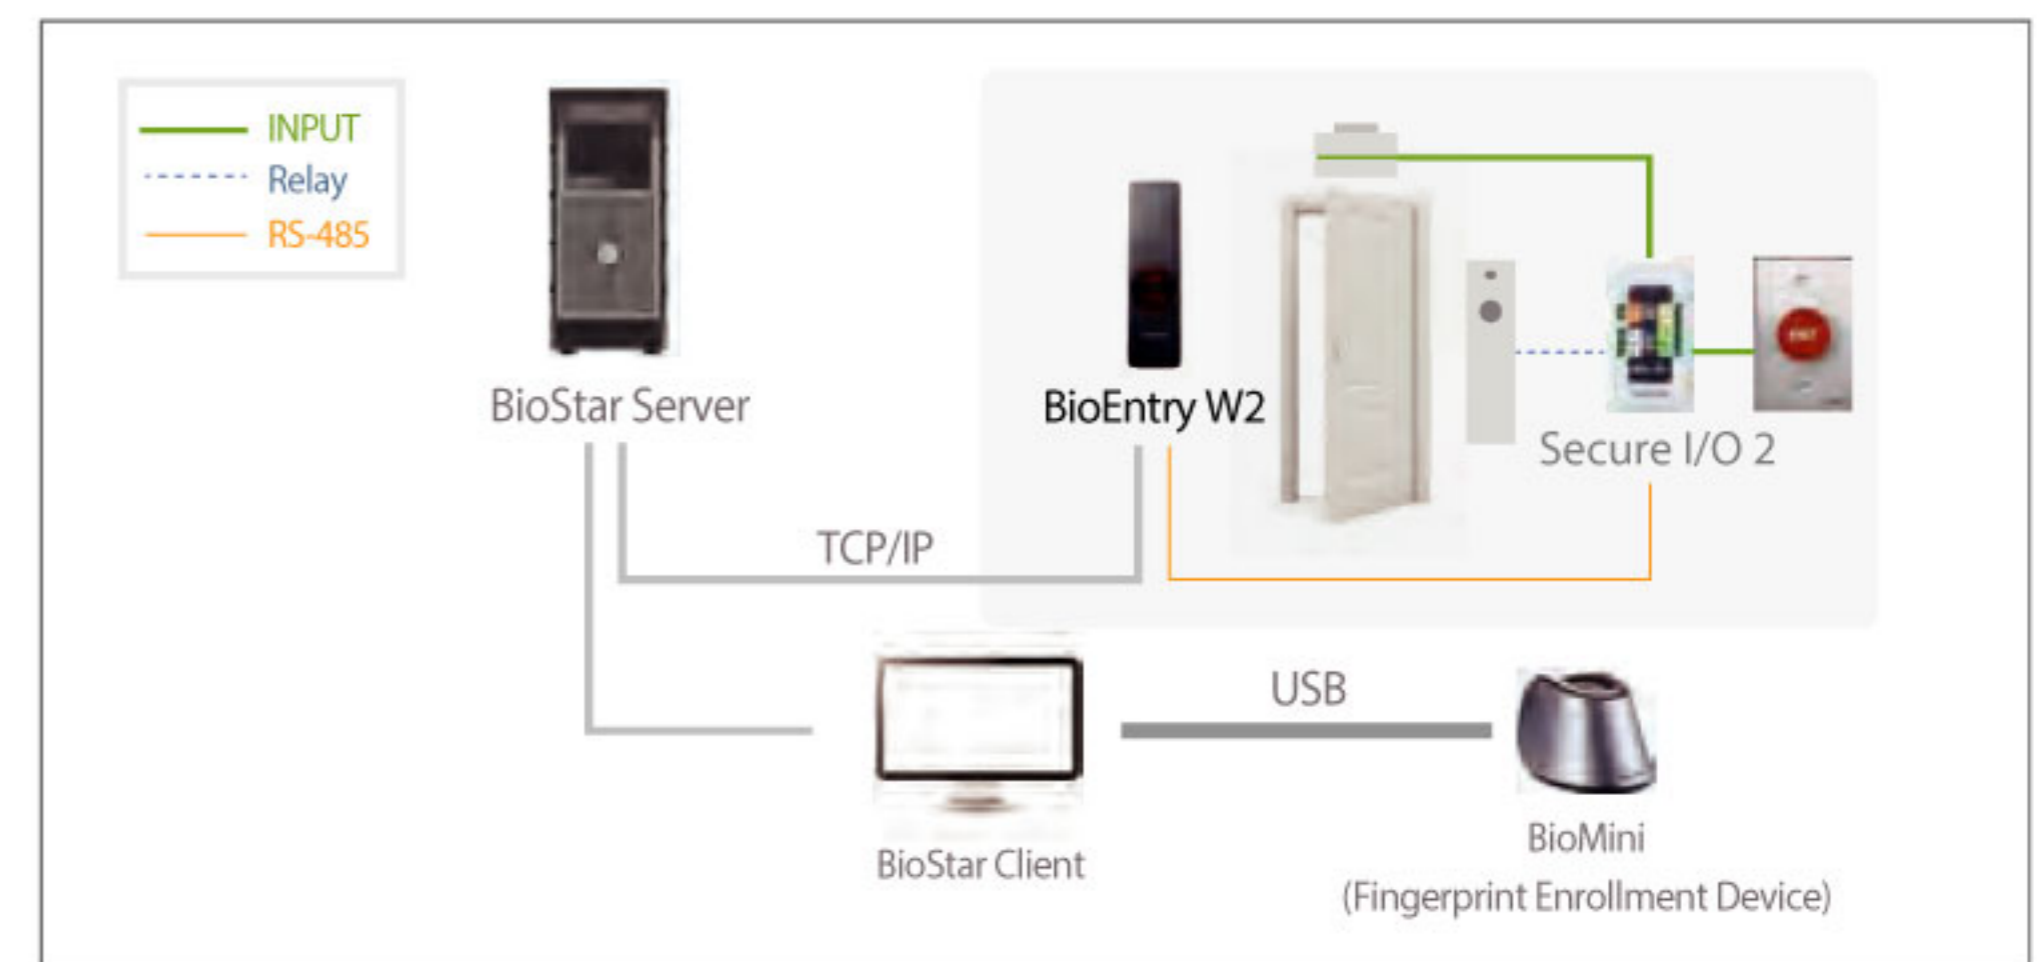 INPUT
Relay
RS-485
BioStar Server
BioEntry W2
EXIT
Secure I/O 2
TCP/IP
USB
BioStar Client
BioMini
(Fingerprint Enrollment Device)